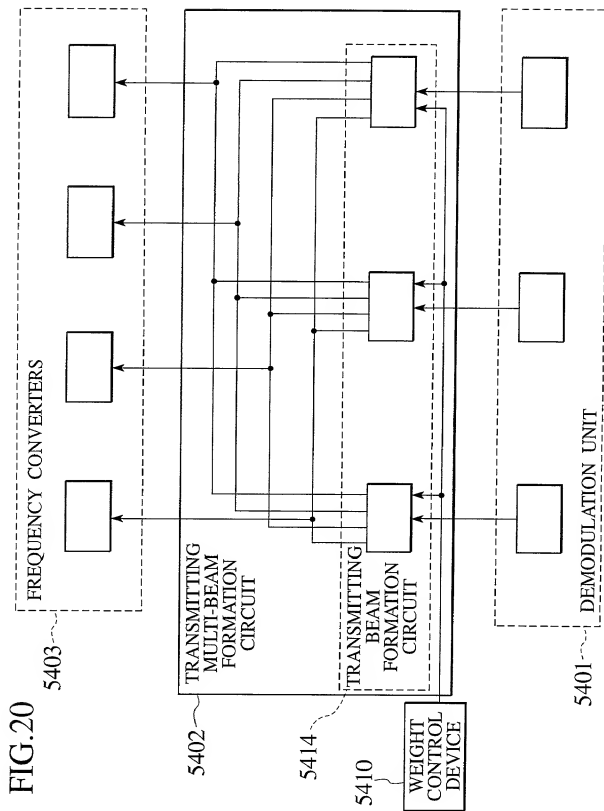 FIG.20
5403
FREQUENCY CONVERTERS
5402
TRANSMITTING
MULTI-BEAM
FORMATION
CIRCUIT
5414
TRANSMITTING
BEAM
FORMATION
CIRCUIT
5410
WEIGHT
CONTROL
DEVICE
5401
DEMODULATION UNIT